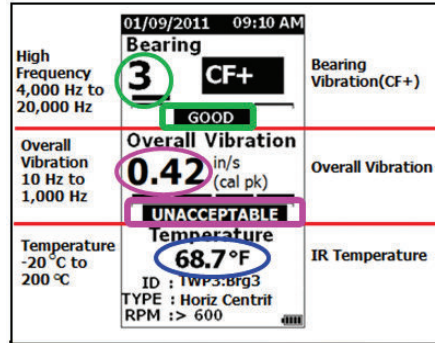 01/09/2011 09:10 AM
High
Frequency
4,000 Hz to
20,000 Hz
Bearing
3 CF+
GOOD
Bearing
Vibration(CF+)
Overall
Vibration
10 Hz to
1,000 Hz
Overall Vibration
0.42 in/s
(cal pk)
UNACCEPTABLE
Overall Vibration
Temperature
-20 °C to
200 °C
Temperature
68.7°F
ID : TWP3:Brg3
TYPE : Horiz Centrif
RPM :> 600
IR Temperature